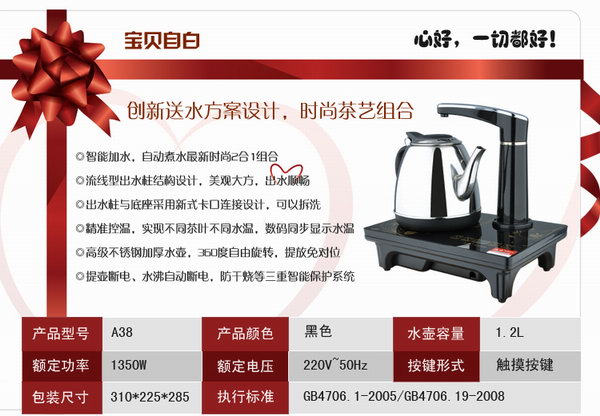 宝贝自白
心好，一切都好！
创新送水方案设计，时尚茶艺组合
◎智能加水，自动煮水最新时尚2合1组合
◎流线型出水柱结构设计，美观大方，出水顺畅
◎出水柱与底座采用新式卡口连接设计，可以拆洗
◎精准控温，实现不同茶叶不同水温，数码同步显示水温
◎高级不锈钢加厚水壶，360度自由旋转，提放免对位
◎提壶断电、水沸自动断电，防干烧等三重智能保护系统
产品型号 A38 产品颜色 黑色 水壶容量 1.2L
额定功率 1350W 额定电压 220V~50Hz 按键形式 触摸按键
包装尺寸 310*225*285 执行标准 GB4706.1-2005/GB4706.19-2008